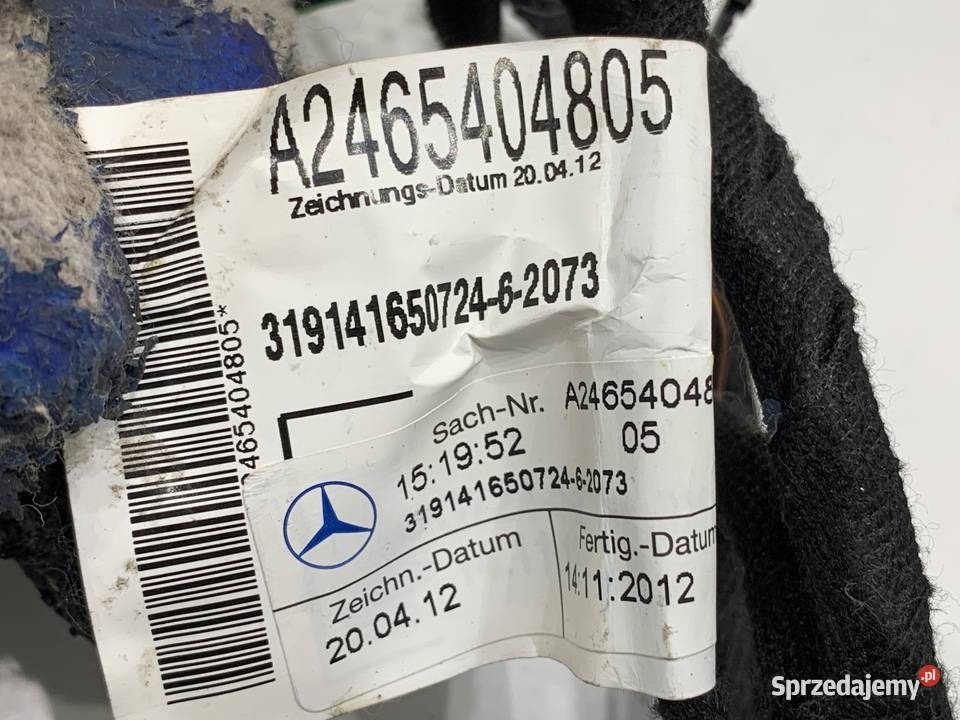 A2465404805
Zeichnungs-Datum 20.04.12
319141650724-6-2073
2465404805*
Sach-Nr. A24654048
05
15:19:52
319141650724-6-2073
Zeichn.-Datum
20.04.12
Fertig.-Datum
14:11:2012
Sprzedajemy.pl